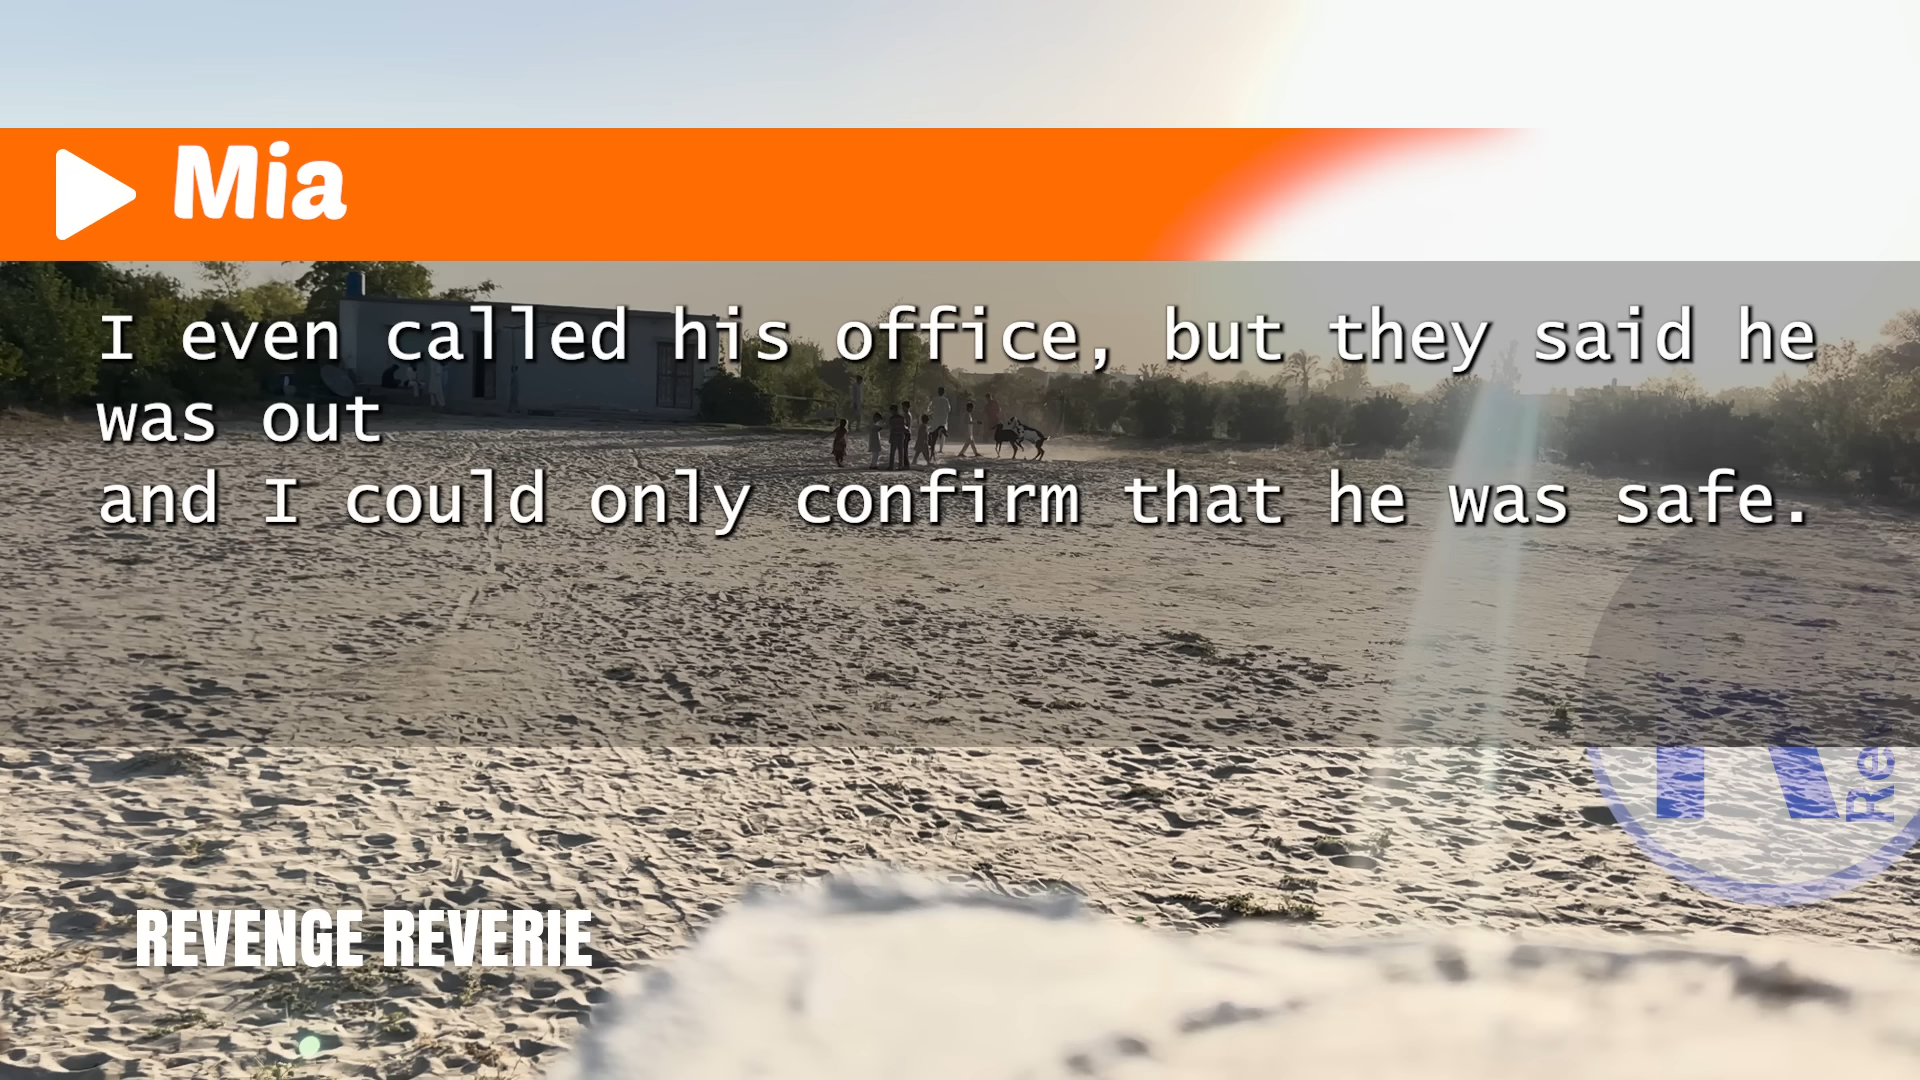 Mia
I even called his office, but they said he
was out
and I could only confirm that he was safe.
Re
REVENGE REVERIE